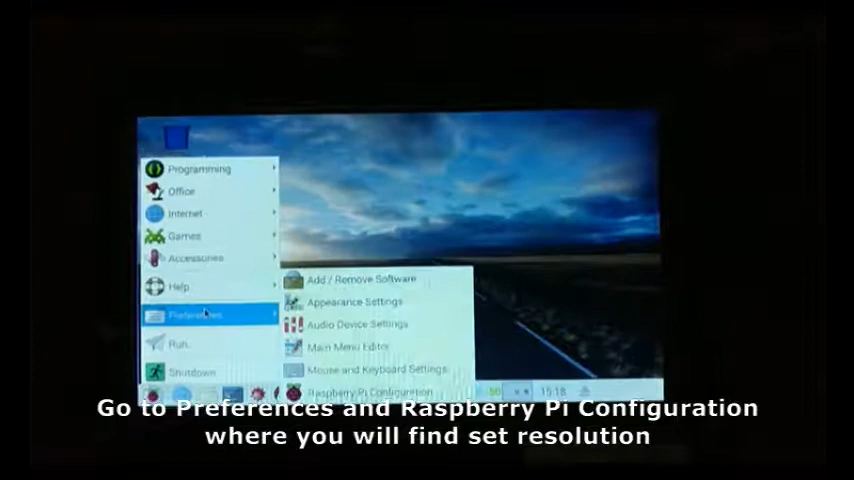 Programming
Office
Internet
Games
Accessories
Help
Preferences
Run..
Shutdown
Add / Remove Software
Appearance Settings
Audio Device Settings
Main Menu Editor
Mouse and Keyboard Settings
Raspberry Pi Configuration
50
15:18
Go to Preferences and Raspberry Pi Configuration
where you will find set resolution